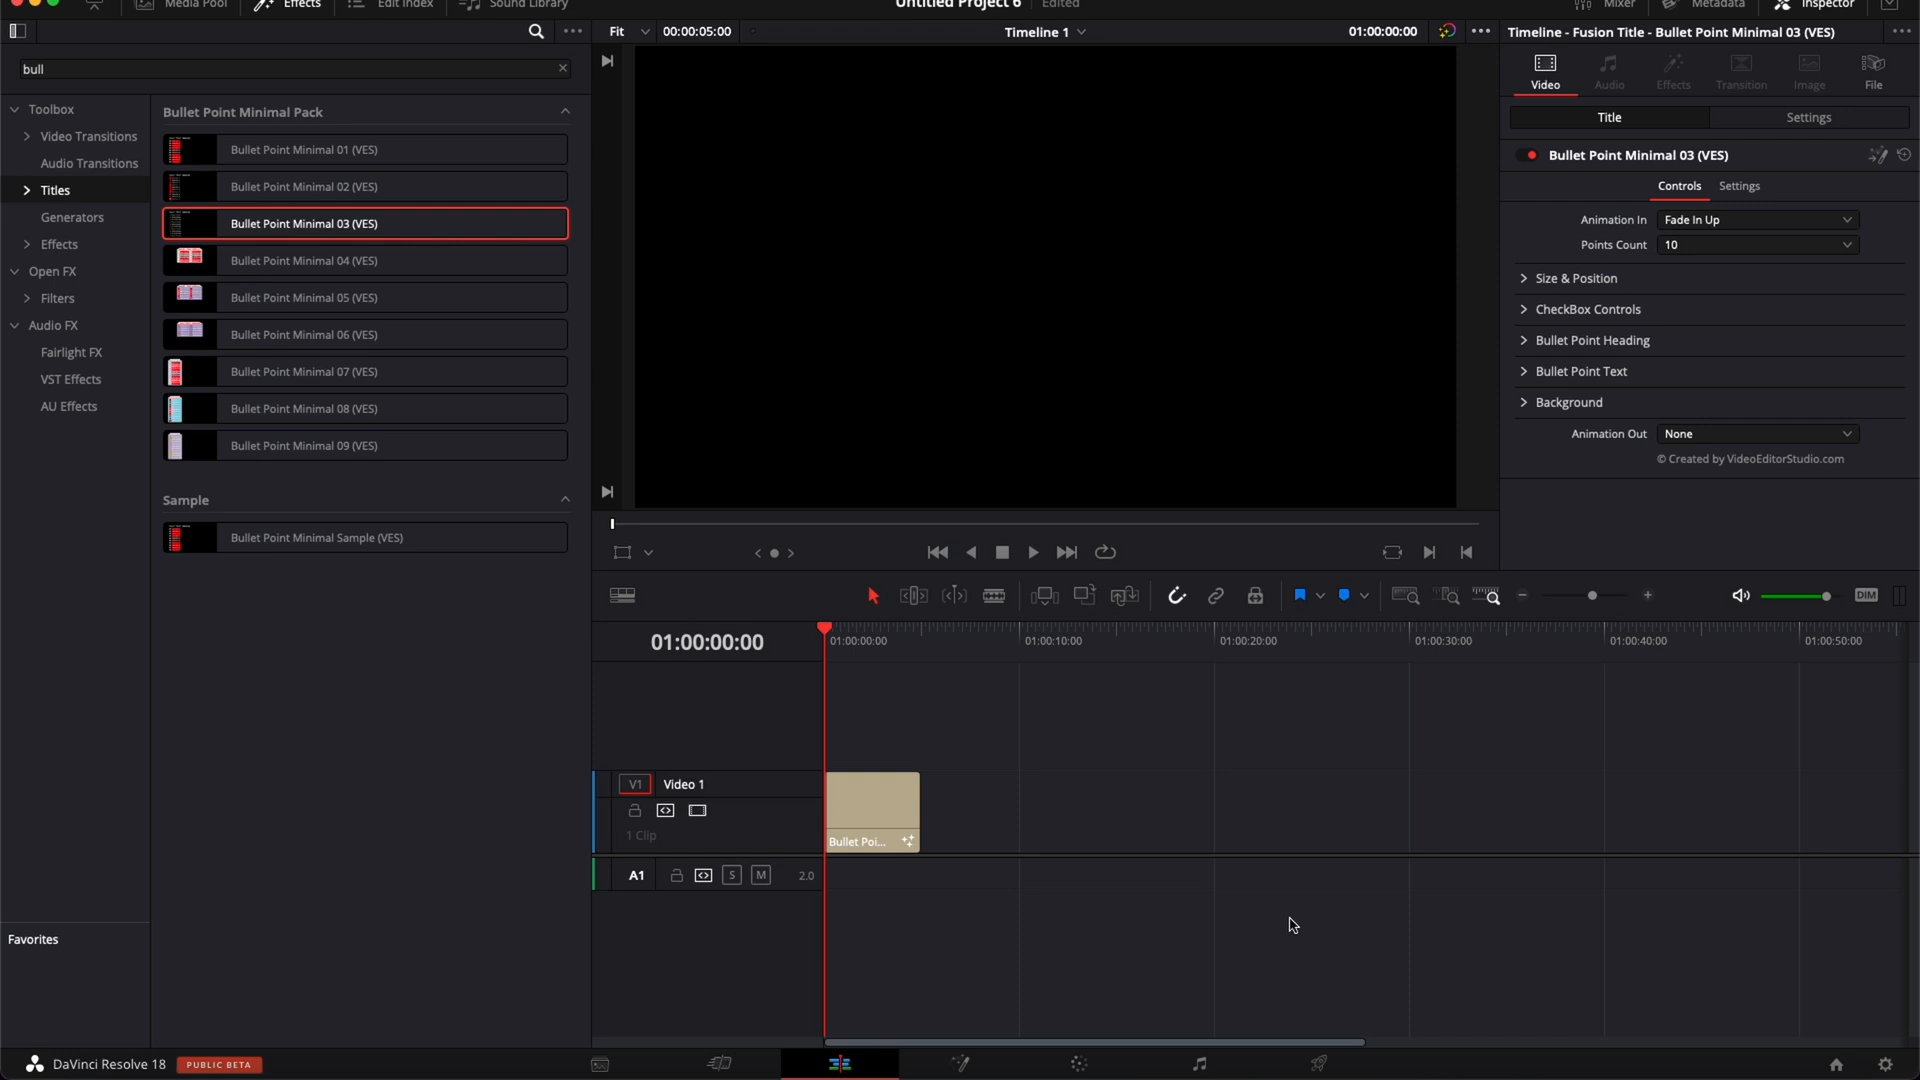 Media Pool
Effects
Edit Index
Sound Library
Untitled Project 6
Edited
Mixer
Metadata
Inspector
Fit
00:00:05:00
Timeline 1
01:00:00:00
Timeline - Fusion Title - Bullet Point Minimal 03 (VES)
bull
Video
Audio
Effects
Transition
Image
File
Title
Settings
Bullet Point Minimal 03 (VES)
Controls
Settings
Animation In
Fade In Up
Points Count
10
Size & Position
CheckBox Controls
Bullet Point Heading
Bullet Point Text
Background
Animation Out
None
© Created by VideoEditorStudio.com
Toolbox
Video Transitions
Audio Transitions
Titles
Generators
Effects
Open FX
Filters
Audio FX
Fairlight FX
VST Effects
AU Effects
Favorites
Bullet Point Minimal Pack
Bullet Point Minimal 01 (VES)
Bullet Point Minimal 02 (VES)
Bullet Point Minimal 03 (VES)
Bullet Point Minimal 04 (VES)
Bullet Point Minimal 05 (VES)
Bullet Point Minimal 06 (VES)
Bullet Point Minimal 07 (VES)
Bullet Point Minimal 08 (VES)
Bullet Point Minimal 09 (VES)
Sample
Bullet Point Minimal Sample (VES)
DIM
01:00:00:00
01:00:00:00
01:00:10:00
01:00:20:00
01:00:30:00
01:00:40:00
01:00:50:00
V1
Video 1
1 Clip
Bullet Poi...
A1
S
M
2.0
DaVinci Resolve 18
PUBLIC BETA